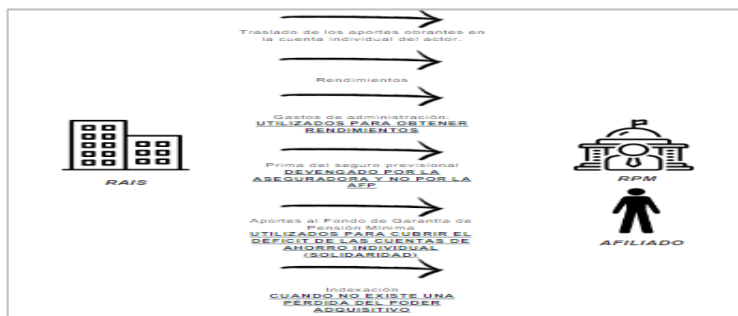 Traslado de los aportes obrantes en
la cuenta individual del actor.
Rendimientos
Gastos de administración.
UTILIZADOS PARA OBTENER
RENDIMIENTOS
RAIS
Prima del seguro previsional
DEVENGADO POR LA
ASEGURADORA Y NO POR LA
AFP
RPM
Aportes al Fondo de Garantía de
Pensión Mínima
UTILIZADOS PARA CUBRIR EL
DÉFICIT DE LAS CUENTAS DE
AHORRO INDIVIDUAL
(SOLIDARIDAD)
AFILIADO
Indexación
CUANDO NO EXISTE UNA
PÉRDIDA DEL PODER
ADQUISITIVO